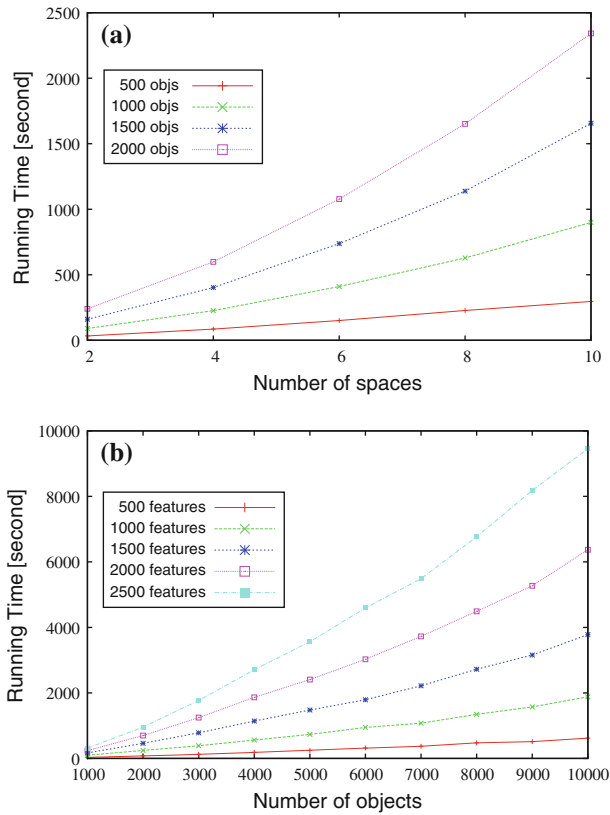 (a)
500 objs
1000 objs
1500 objs
2000 objs
Running Time [second]
2500
2000
1500
1000
500
0
2 4 6 8 10
Number of spaces
(b)
500 features
1000 features
1500 features
2000 features
2500 features
Running Time [second]
10000
8000
6000
4000
2000
0
1000 2000 3000 4000 5000 6000 7000 8000 9000 10000
Number of objects